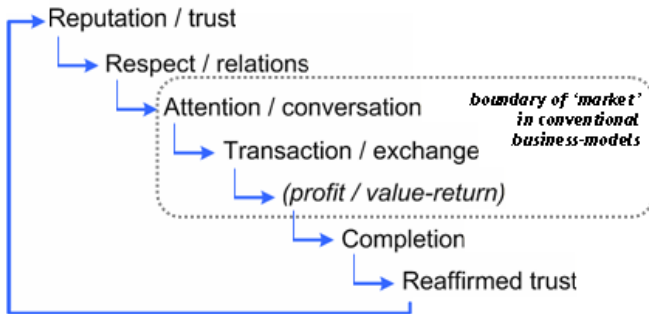 Reputation / trust
Respect / relations
Attention / conversation
boundary of ‘market’
in conventional
business-models
Transaction / exchange
(profit / value-return)
Completion
Reaffirmed trust